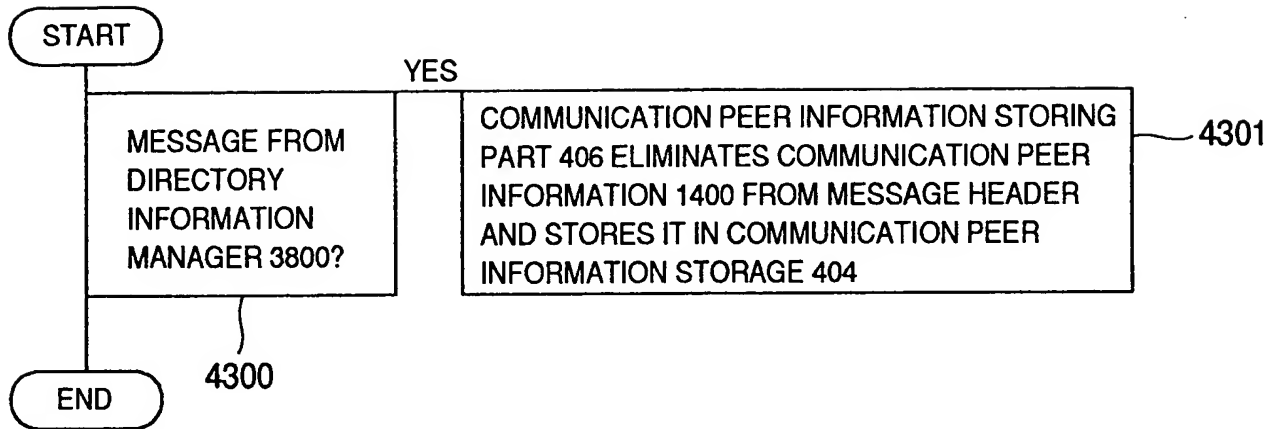 START
YES
MESSAGE FROM
DIRECTORY
INFORMATION
MANAGER 3800?
COMMUNICATION PEER INFORMATION STORING
PART 406 ELIMINATES COMMUNICATION PEER
INFORMATION 1400 FROM MESSAGE HEADER
AND STORES IT IN COMMUNICATION PEER
INFORMATION STORAGE 404
4301
4300
END